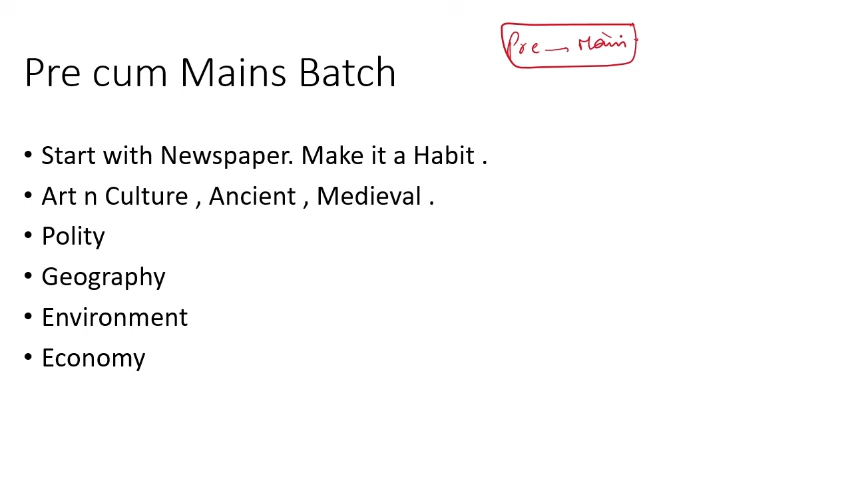 Pre → Main
Pre cum Mains Batch
• Start with Newspaper. Make it a Habit .
• Art n Culture , Ancient , Medieval .
• Polity
• Geography
• Environment
• Economy